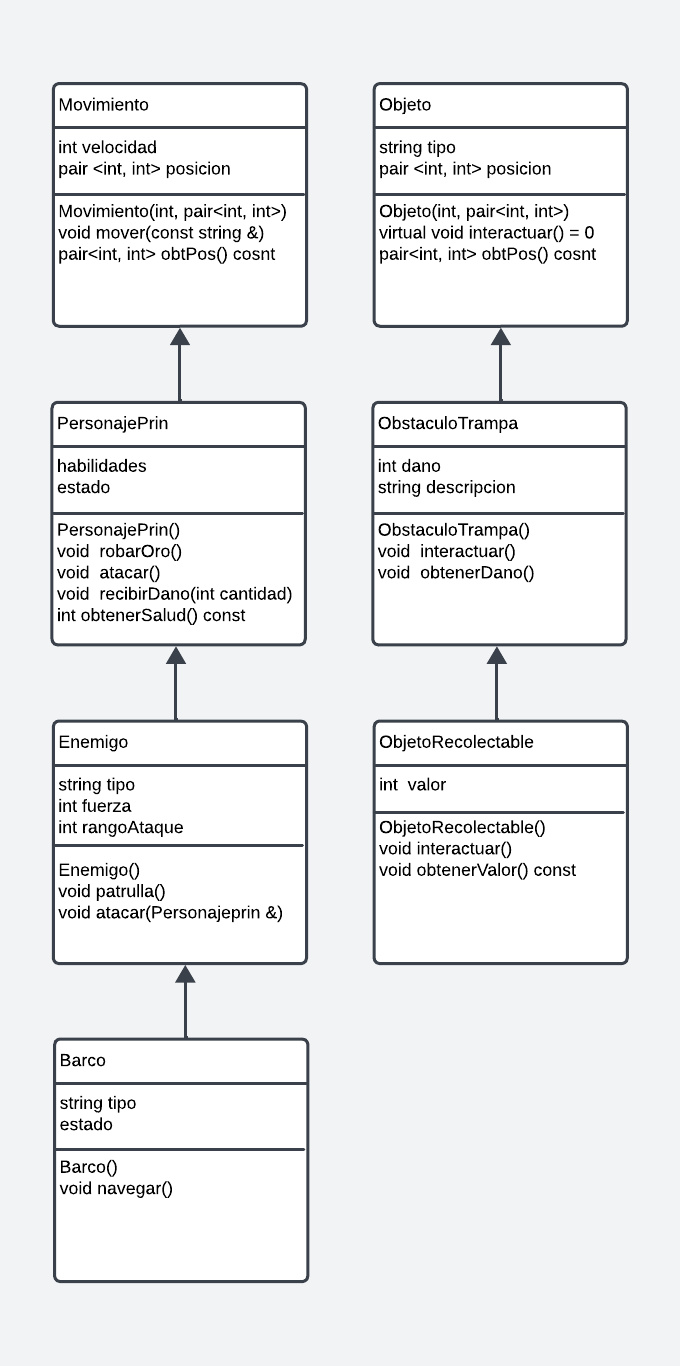 Movimiento
int velocidad
pair <int, int> posicion
Movimiento(int, pair<int, int>)
void mover(const string &)
pair<int, int> obtPos() cosnt
Objeto
string tipo
pair <int, int> posicion
Objeto(int, pair<int, int>)
virtual void interactuar() = 0
pair<int, int> obtPos() cosnt
PersonajePrin
habilidades
estado
PersonajePrin()
void  robarOro()
void  atacar()
void  recibirDano(int cantidad)
int obtenerSalud() const
ObstaculoTrampa
int dano
string descripcion
ObstaculoTrampa()
void  interactuar()
void  obtenerDano()
Enemigo
string tipo
int fuerza
int rangoAtaque
Enemigo()
void patrulla()
void atacar(Personajeprin &)
ObjetoRecolectable
int  valor
ObjetoRecolectable()
void interactuar()
void obtenerValor() const
Barco
string tipo
estado
Barco()
void navegar()